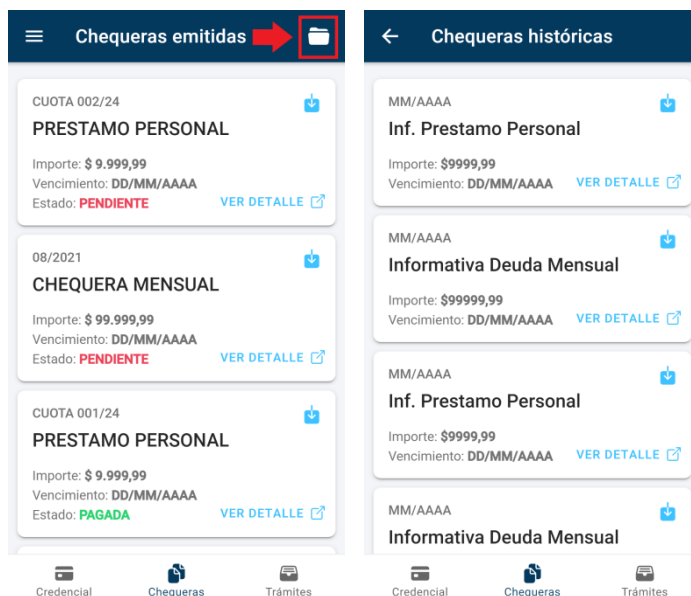 Chequeras emitidas
CUOTA 002/24
PRESTAMO PERSONAL
Importe: $ 9.999,99
Vencimiento: DD/MM/AAAA
Estado: PENDIENTE
VER DETALLE
08/2021
CHEQUERA MENSUAL
Importe: $ 99.999,99
Vencimiento: DD/MM/AAAA
Estado: PENDIENTE
VER DETALLE
CUOTA 001/24
PRESTAMO PERSONAL
Importe: $ 9.999,99
Vencimiento: DD/MM/AAAA
Estado: PAGADA
VER DETALLE
Credencial
Chequeras
Trámites
Chequeras históricas
MM/AAAA
Inf. Prestamo Personal
Importe: $9999,99
Vencimiento: DD/MM/AAAA
VER DETALLE
MM/AAAA
Informativa Deuda Mensual
Importe: $99999,99
Vencimiento: DD/MM/AAAA
VER DETALLE
MM/AAAA
Inf. Prestamo Personal
Importe: $9999,99
Vencimiento: DD/MM/AAAA
VER DETALLE
MM/AAAA
Informativa Deuda Mensual
Credencial
Chequeras
Trámites